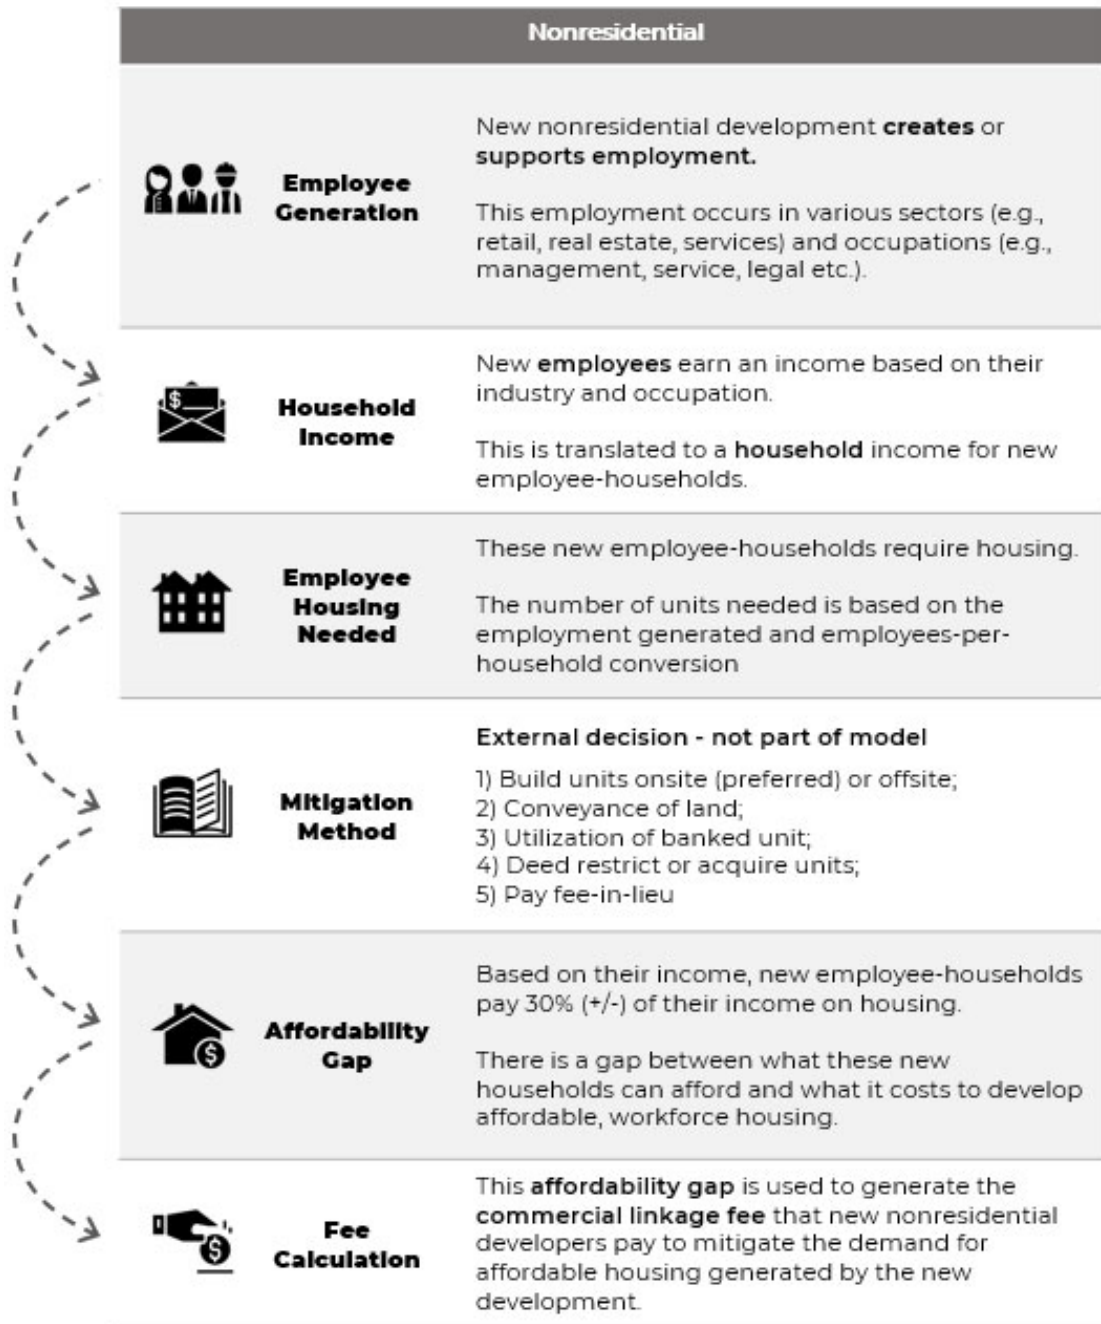 Nonresidential
Employee
Generation
New nonresidential development creates or
supports employment.
This employment occurs in various sectors (e.g.,
retail, real estate, services) and occupations (e.g.,
management, service, legal etc.).
Household
Income
New employees earn an income based on their
industry and occupation.
This is translated to a household income for new
employee-households.
Employee
Housing
Needed
These new employee-households require housing.
The number of units needed is based on the
employment generated and employees-per-
household conversion
Mitigation
Method
External decision - not part of model
1) Build units onsite (preferred) or offsite;
2) Conveyance of land;
3) Utilization of banked unit;
4) Deed restrict or acquire units;
5) Pay fee-in-lieu
Affordability
Gap
Based on their income, new employee-households
pay 30% (+/-) of their income on housing.
There is a gap between what these new
households can afford and what it costs to develop
affordable, workforce housing.
Fee
Calculation
This affordability gap is used to generate the
commercial linkage fee that new nonresidential
developers pay to mitigate the demand for
affordable housing generated by the new
development.